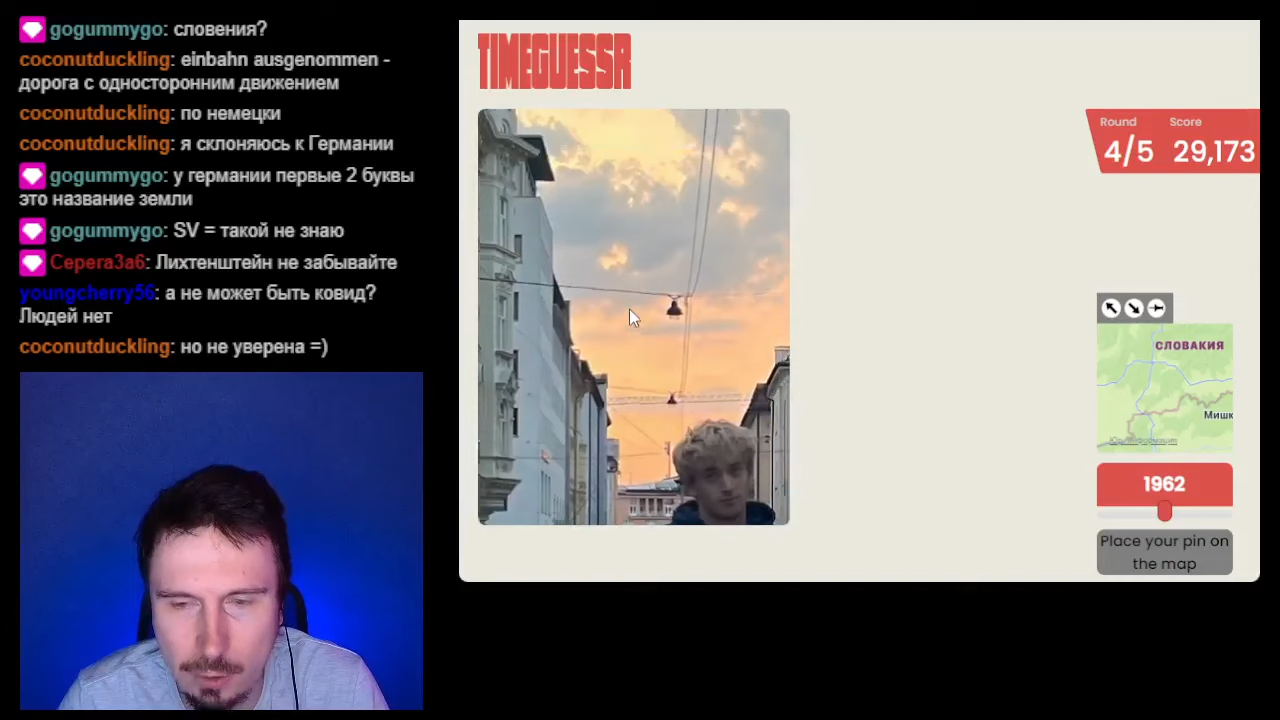 gogummygo: словения?
coconutduckling: einbahn ausgenommen -
дорога с односторонним движением
coconutduckling: по немецки
coconutduckling: я склоняюсь к Германии
gogummygo: у германии первые 2 буквы
это название земли
gogummygo: SV = такой не знаю
Cepera3a6: Лихтенштейн не забывайте
youngcherry56: а не может быть ковид?
Людей нет
coconutduckling: но не уверена =)
TIMEGUESSR
Round Score
4/5 29,173
СЛОВАКИЯ
Мишк
1962
Place your pin on
the map